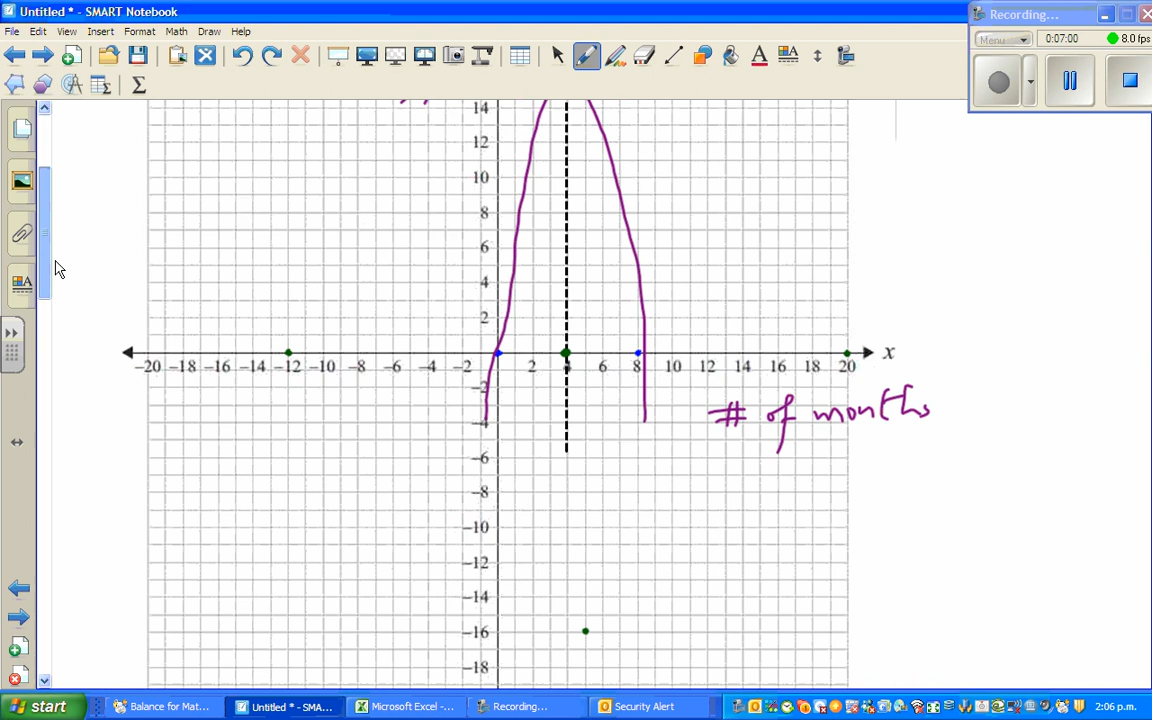 Untitled * - SMART Notebook
Recording...
File Edit View Insert Format Math Draw Help
Menu 0:07:00 8.0 fps
14
12
10
8
6
4
2
-20 -18 -16 -14 -12 -10 -8 -6 -4 -2 2 4 6 8 10 12 14 16 18 20 x
-2
# of months
-4
-6
-8
-10
-12
-14
-16
-18
start Balance for Mat... Untitled * - SMA... Microsoft Excel -... Recording... Security Alert 2:06 p.m.